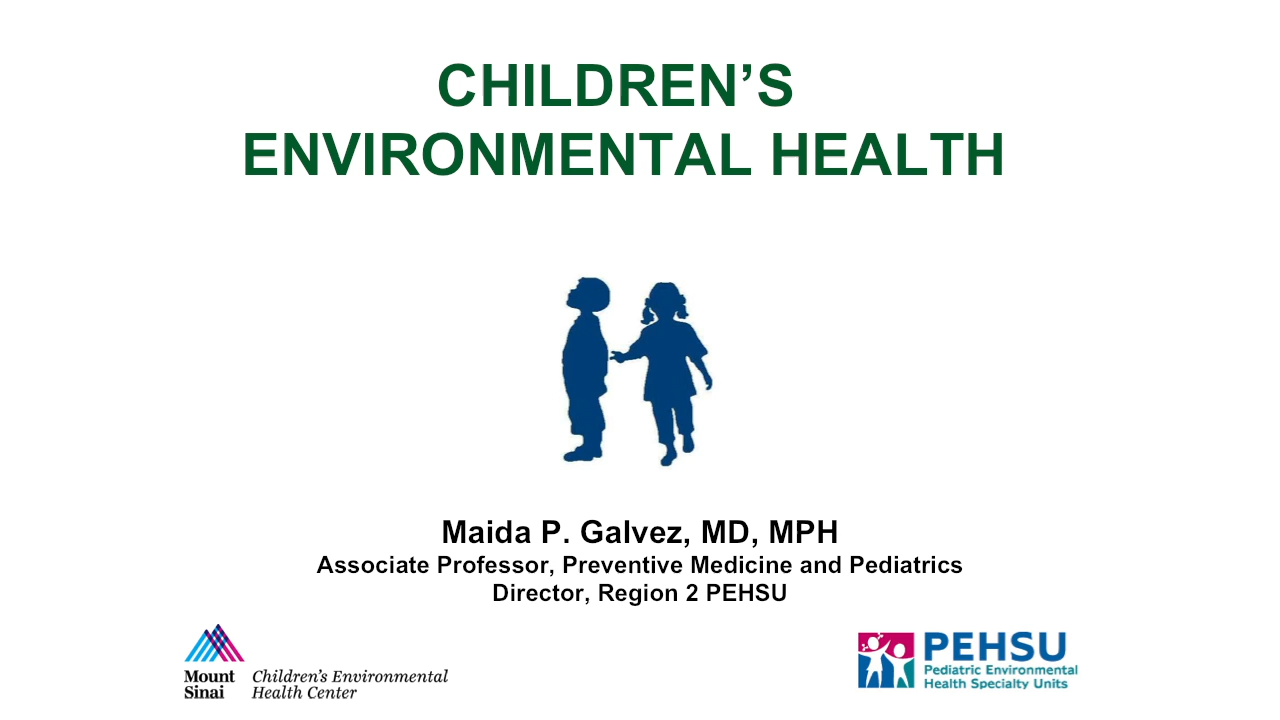 CHILDREN’S
ENVIRONMENTAL HEALTH
Maida P. Galvez, MD, MPH
Associate Professor, Preventive Medicine and Pediatrics
Director, Region 2 PEHSU
Mount
Sinai
Children’s Environmental
Health Center
PEHSU
Pediatric Environmental
Health Specialty Units